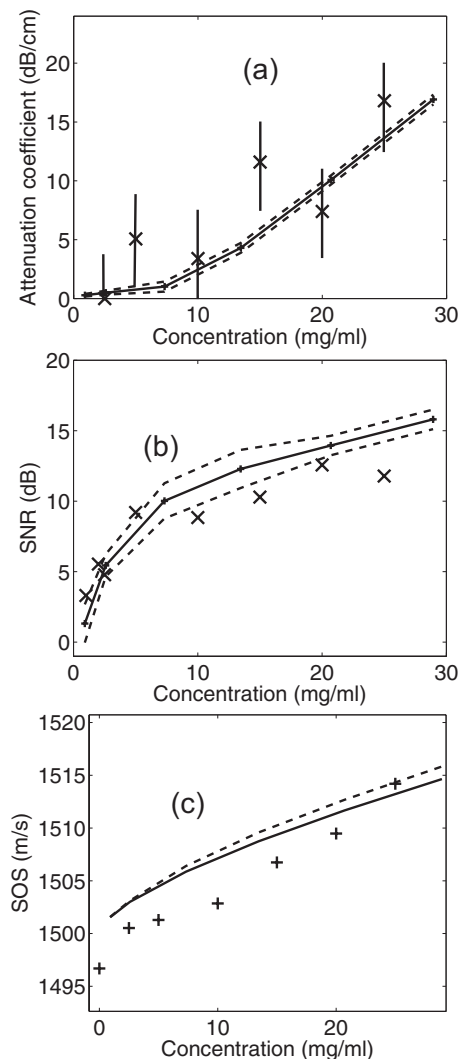 Attenuation coefficient (dB/cm)
20
15
10
5
0
(a)
0 10 20 30
Concentration (mg/ml)
SNR (dB)
20
15
10
5
0
(b)
0 10 20 30
Concentration (mg/ml)
SOS (m/s)
1520
1515
1510
1505
1500
1495
(c)
0 10 20
Concentration (mg/ml)